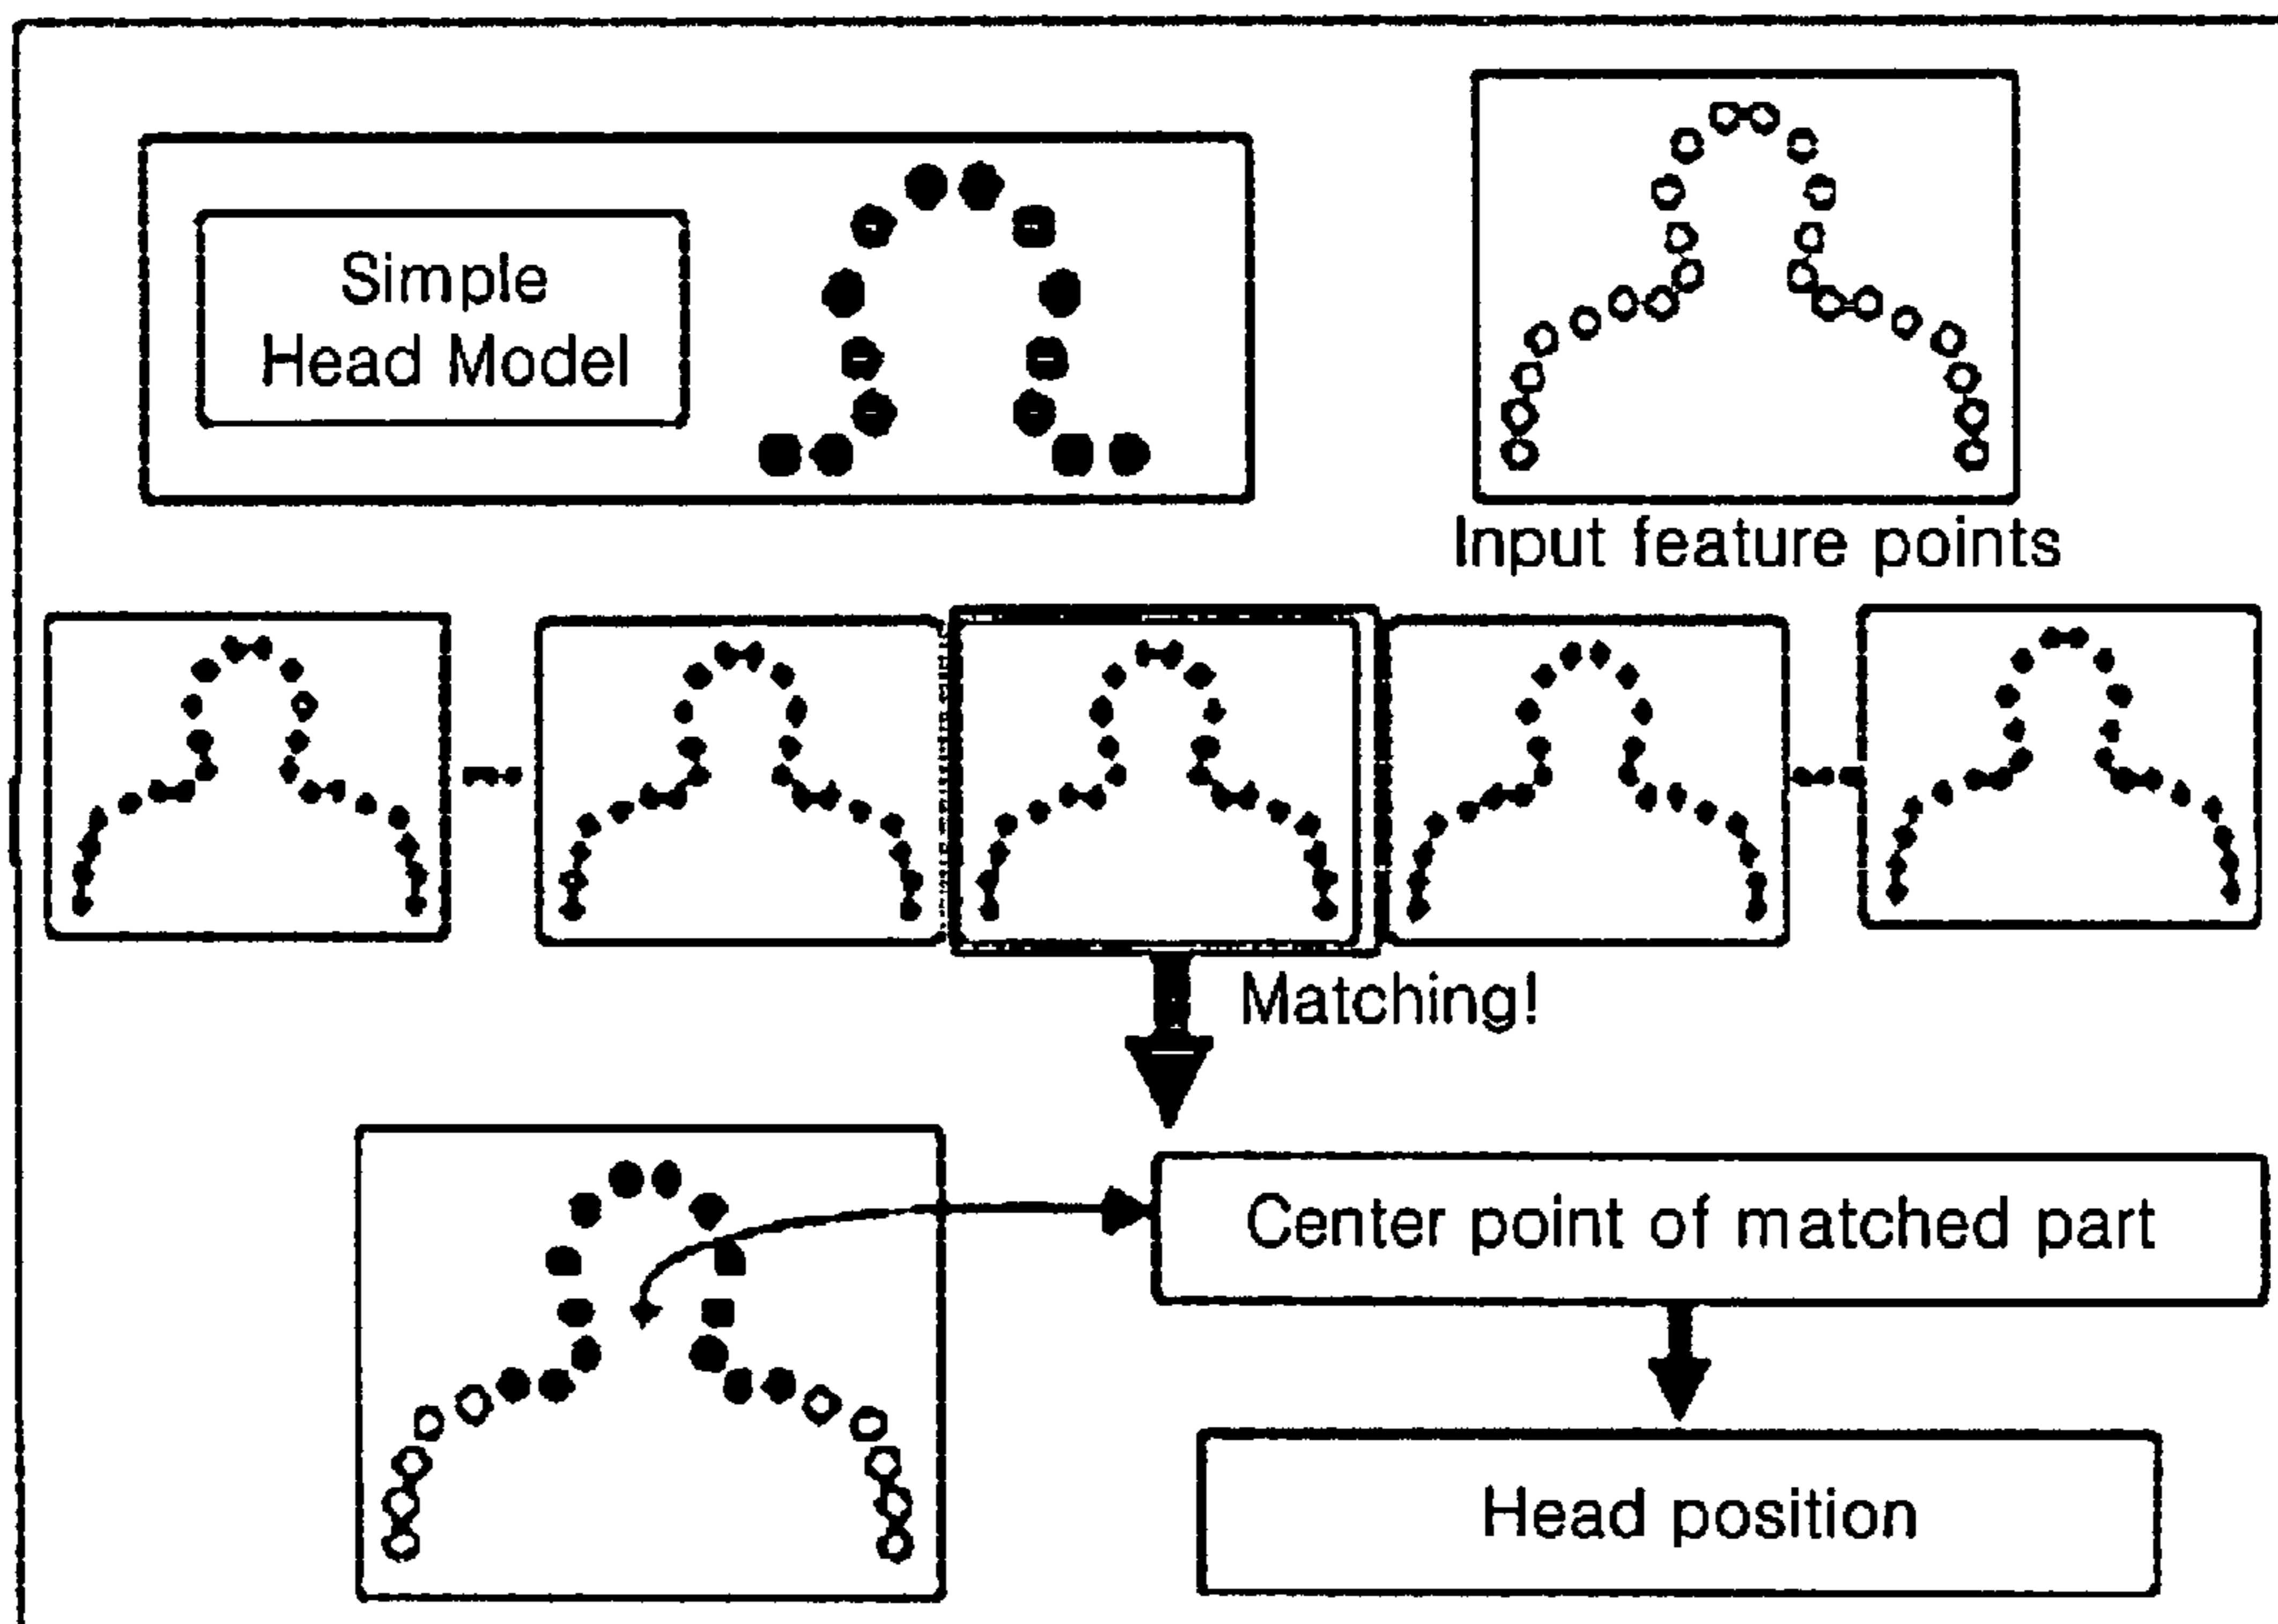 Simple
Head Model
Input feature points
Matching!
Center point of matched part
Head position